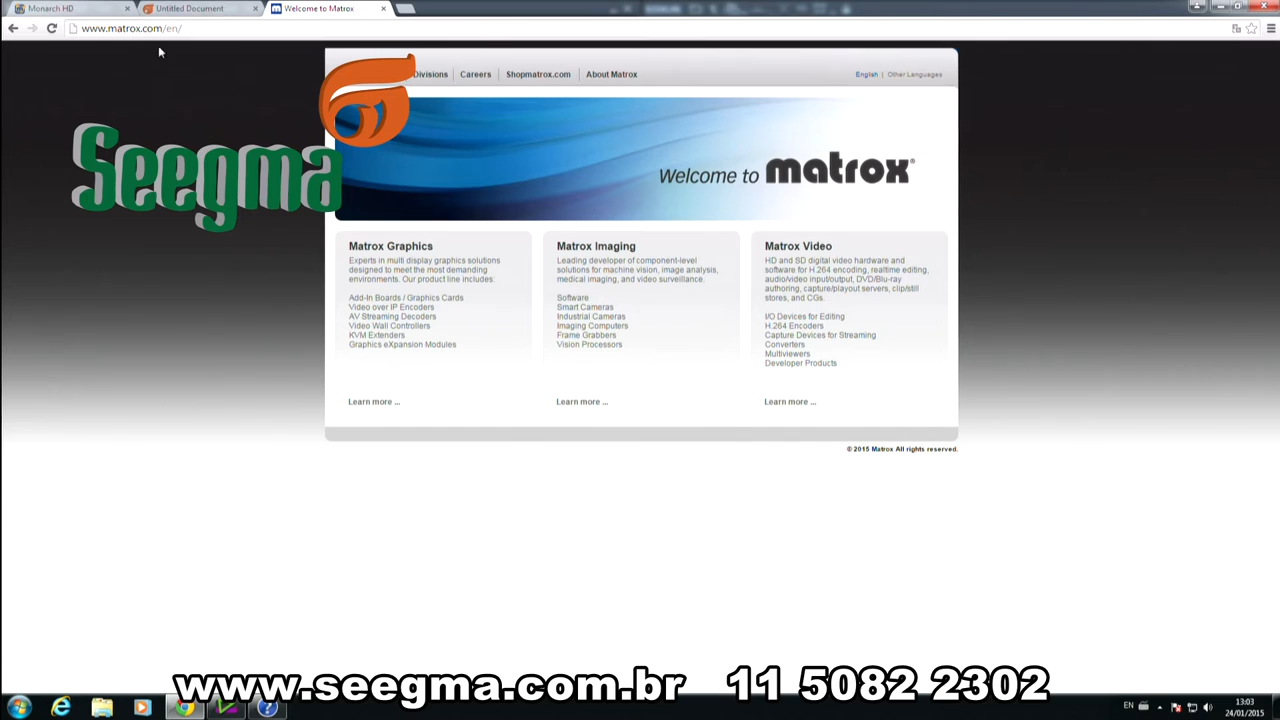 Monarch HD
Untitled Document
Welcome to Matrox
www.matrox.com/en/
Divisions
Careers
Shopmatrox.com
About Matrox
English | Other Languages
Seegma
Welcome to matrox®
Matrox Graphics
Experts in multi display graphics solutions
designed to meet the most demanding
environments. Our product line includes:
Add-In Boards / Graphics Cards
Video over IP Encoders
AV Streaming Decoders
Video Wall Controllers
KVM Extenders
Graphics eXpansion Modules
Learn more ...
Matrox Imaging
Leading developer of component-level
solutions for machine vision, image analysis,
medical imaging, and video surveillance.
Software
Smart Cameras
Industrial Cameras
Imaging Computers
Frame Grabbers
Vision Processors
Learn more ...
Matrox Video
HD and SD digital video hardware and
software for H.264 encoding, realtime editing,
audio/video input/output, DVD/Blu-ray
authoring, capture/playout servers, clip/still
stores, and CGs.
I/O Devices for Editing
H.264 Encoders
Capture Devices for Streaming
Converters
Multiviewers
Developer Products
Learn more ...
© 2015 Matrox All rights reserved.
www.seegma.com.br 11 5082 2302
EN
13:03
24/01/2015